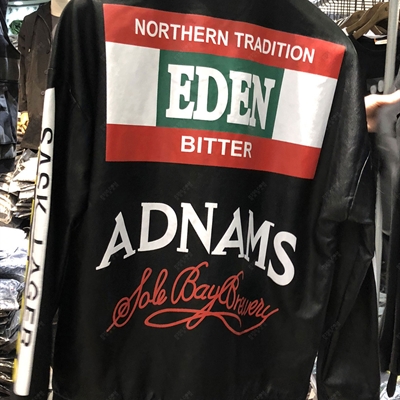 NORTHERN TRADITION
EDEN
BITTER
ADNAMS
Sole Bay Brewery
SASK LAGER